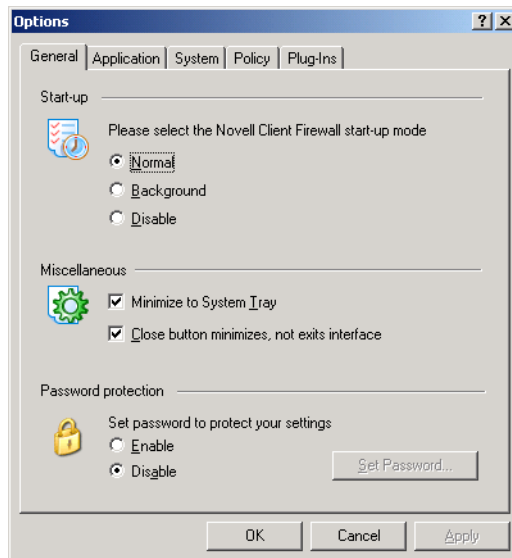 Options
General Application System Policy Plug-Ins
Start-up
Please select the Novell Client Firewall start-up mode
Normal
Background
Disable
Miscellaneous
Minimize to System Tray
Close button minimizes, not exits interface
Password protection
Set password to protect your settings
Enable
Disable
Set Password...
OK Cancel Apply